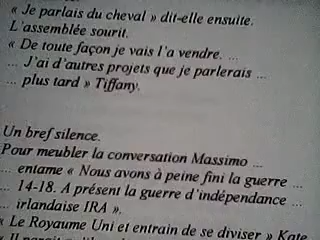 « Je parlais du cheval » dit-elle ensuite.
L'assemblée sourit.
« De toute façon je vais l'a vendre. ...
... J'ai d'autres projets que je parlerais ...
... plus tard » Tiffany.
Un bref silence.
Pour meubler la conversation Massimo ...
... entame « Nous avons à peine fini la guerre ...
... 14-18. A présent la guerre d'indépendance ...
... irlandaise IRA ».
« Le Royaume Uni et entrain de se diviser » Kate